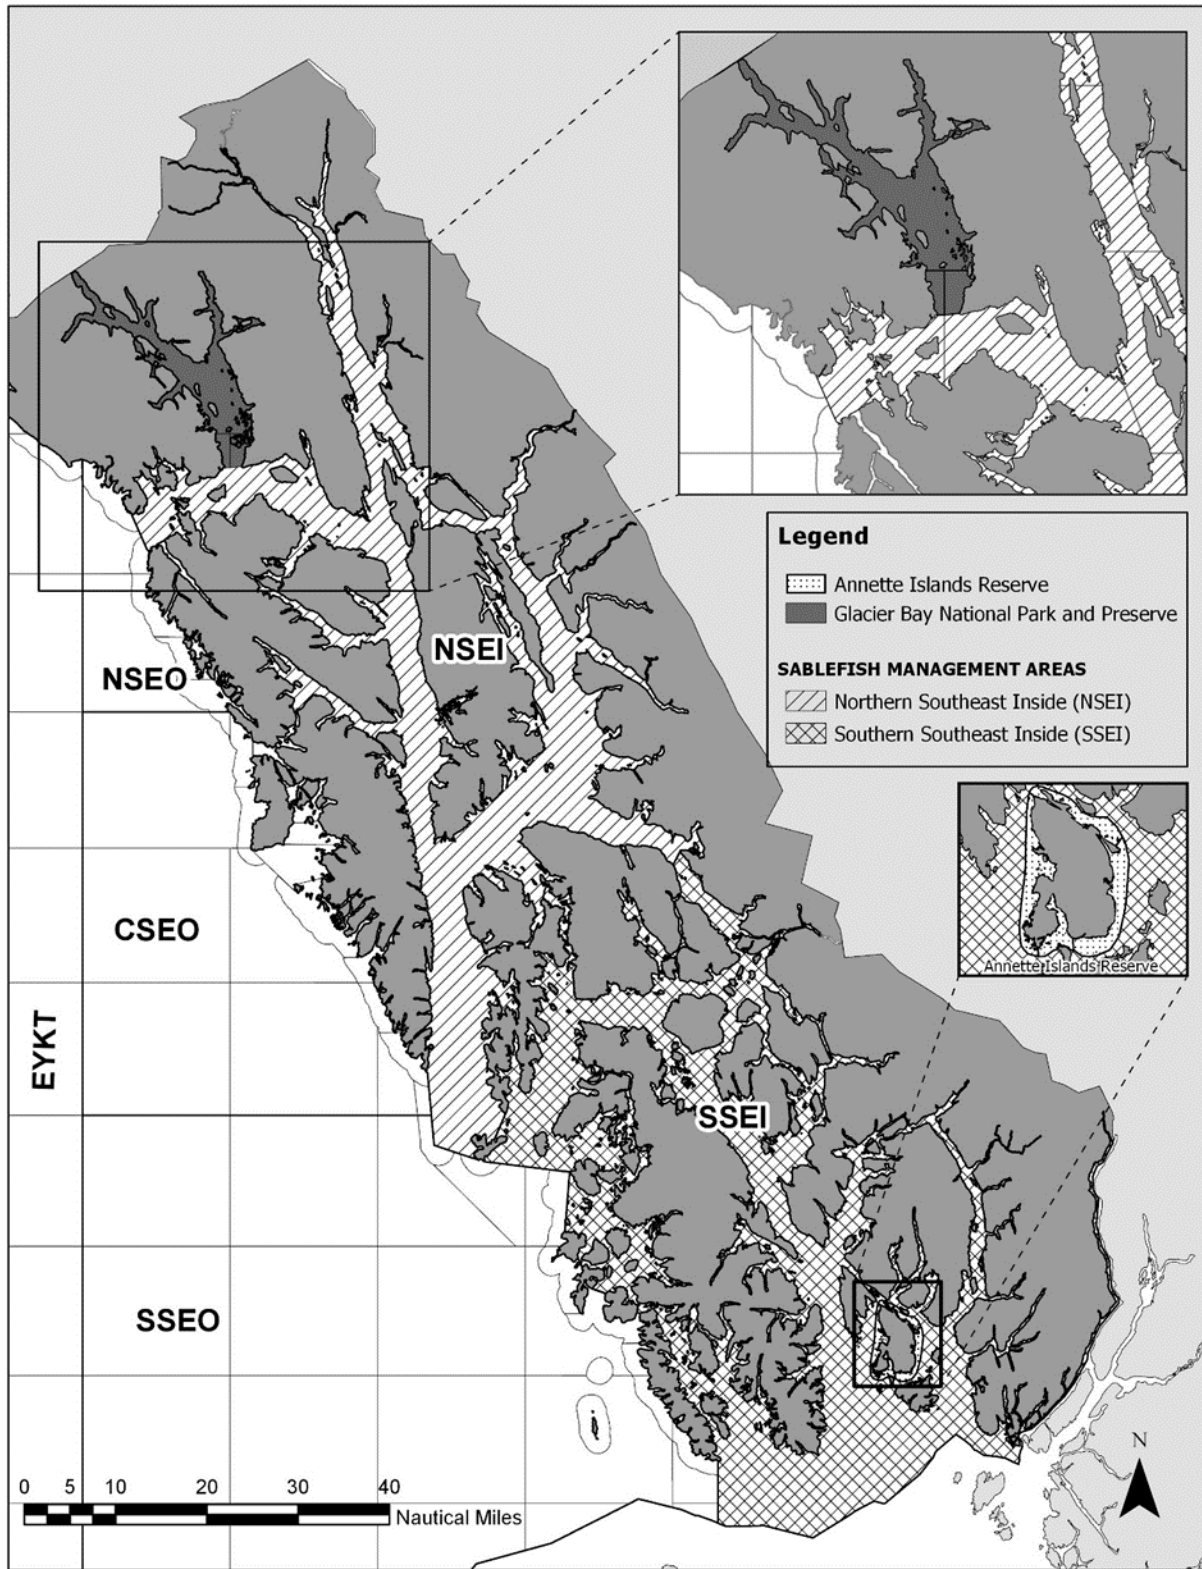 Legend
Annette Islands Reserve
Glacier Bay National Park and Preserve
SABLEFISH MANAGEMENT AREAS
Northern Southeast Inside (NSEI)
Southern Southeast Inside (SSEI)
NSEI
NSEO
CSEO
Annette Islands Reserve
EYKT
SSEI
SSEO
N
0 5 10 20 30 40
Nautical Miles